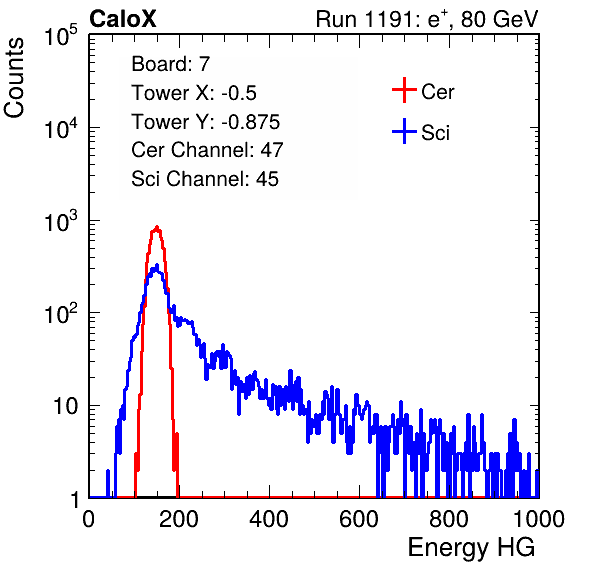 CaloX Run 1191: e⁺, 80 GeV
Counts
Board: 7
Tower X: -0.5
Tower Y: -0.875
Cer Channel: 47
Sci Channel: 45
Cer
Sci
10⁵
10⁴
10³
10²
10
1
0 200 400 600 800 1000
Energy HG